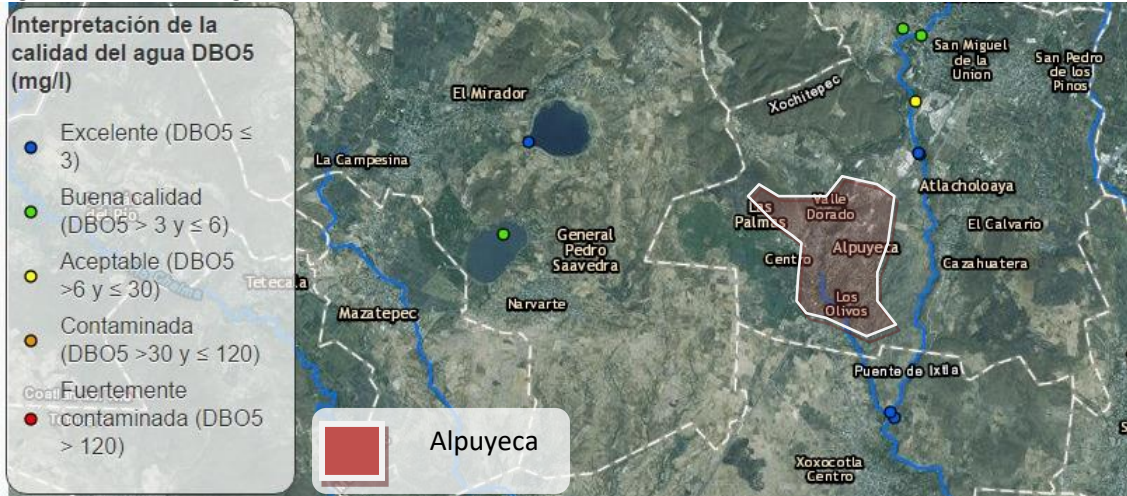 Interpretación de la
calidad del agua DBO5
(mg/l)
Excelente (DBO5 ≤
3)
Buena calidad
(DBO5 > 3 y ≤ 6)
Aceptable (DBO5
>6 y ≤ 30)
Contaminada
(DBO5 >30 y ≤ 120)
Fuertemente
contaminada (DBO5
> 120)
Alpuyeca
El Mirador
La Campesina
General
Pedro
Saavedra
Narvarte
Mazatepec
Tetecala
San Miguel
de la
Union
San Pedro
de los
Pinos
Xochitepec
Atlacholoaya
Las
Palmas
Valle
Dorado
El Calvario
Alpuyeca
Centro
Cazahuatera
Los
Olivos
Puente de Ixtla
Xoxocotla
Centro